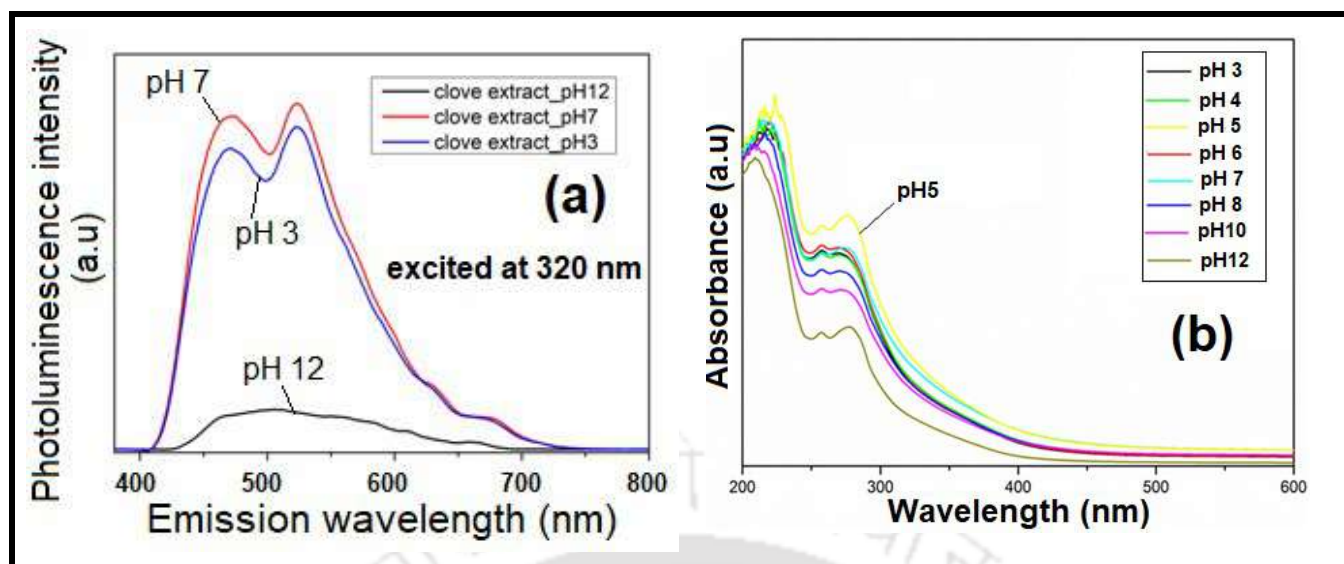 Photoluminescence intensity
(a.u)
pH 7
pH 3
pH 12
clove extract_pH12
clove extract_pH7
clove extract_pH3
(a)
excited at 320 nm
400 500 600 700 800
Emission wavelength (nm)
Absorbance (a.u)
pH5
pH 3
pH 4
pH 5
pH 6
pH 7
pH 8
pH10
pH12
(b)
200 300 400 500 600
Wavelength (nm)